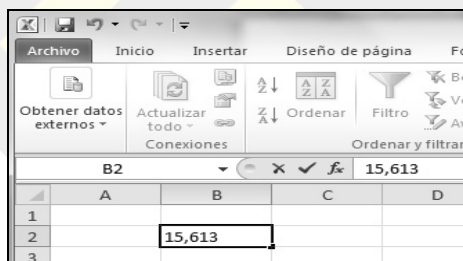 Archivo Inicio Insertar Diseño de página
Obtener datos externos
Actualizar todo
Conexiones
Ordenar
Filtro
Ordenar y filtrar
B2 fx 15,613
A B C D
1
2 15,613
3